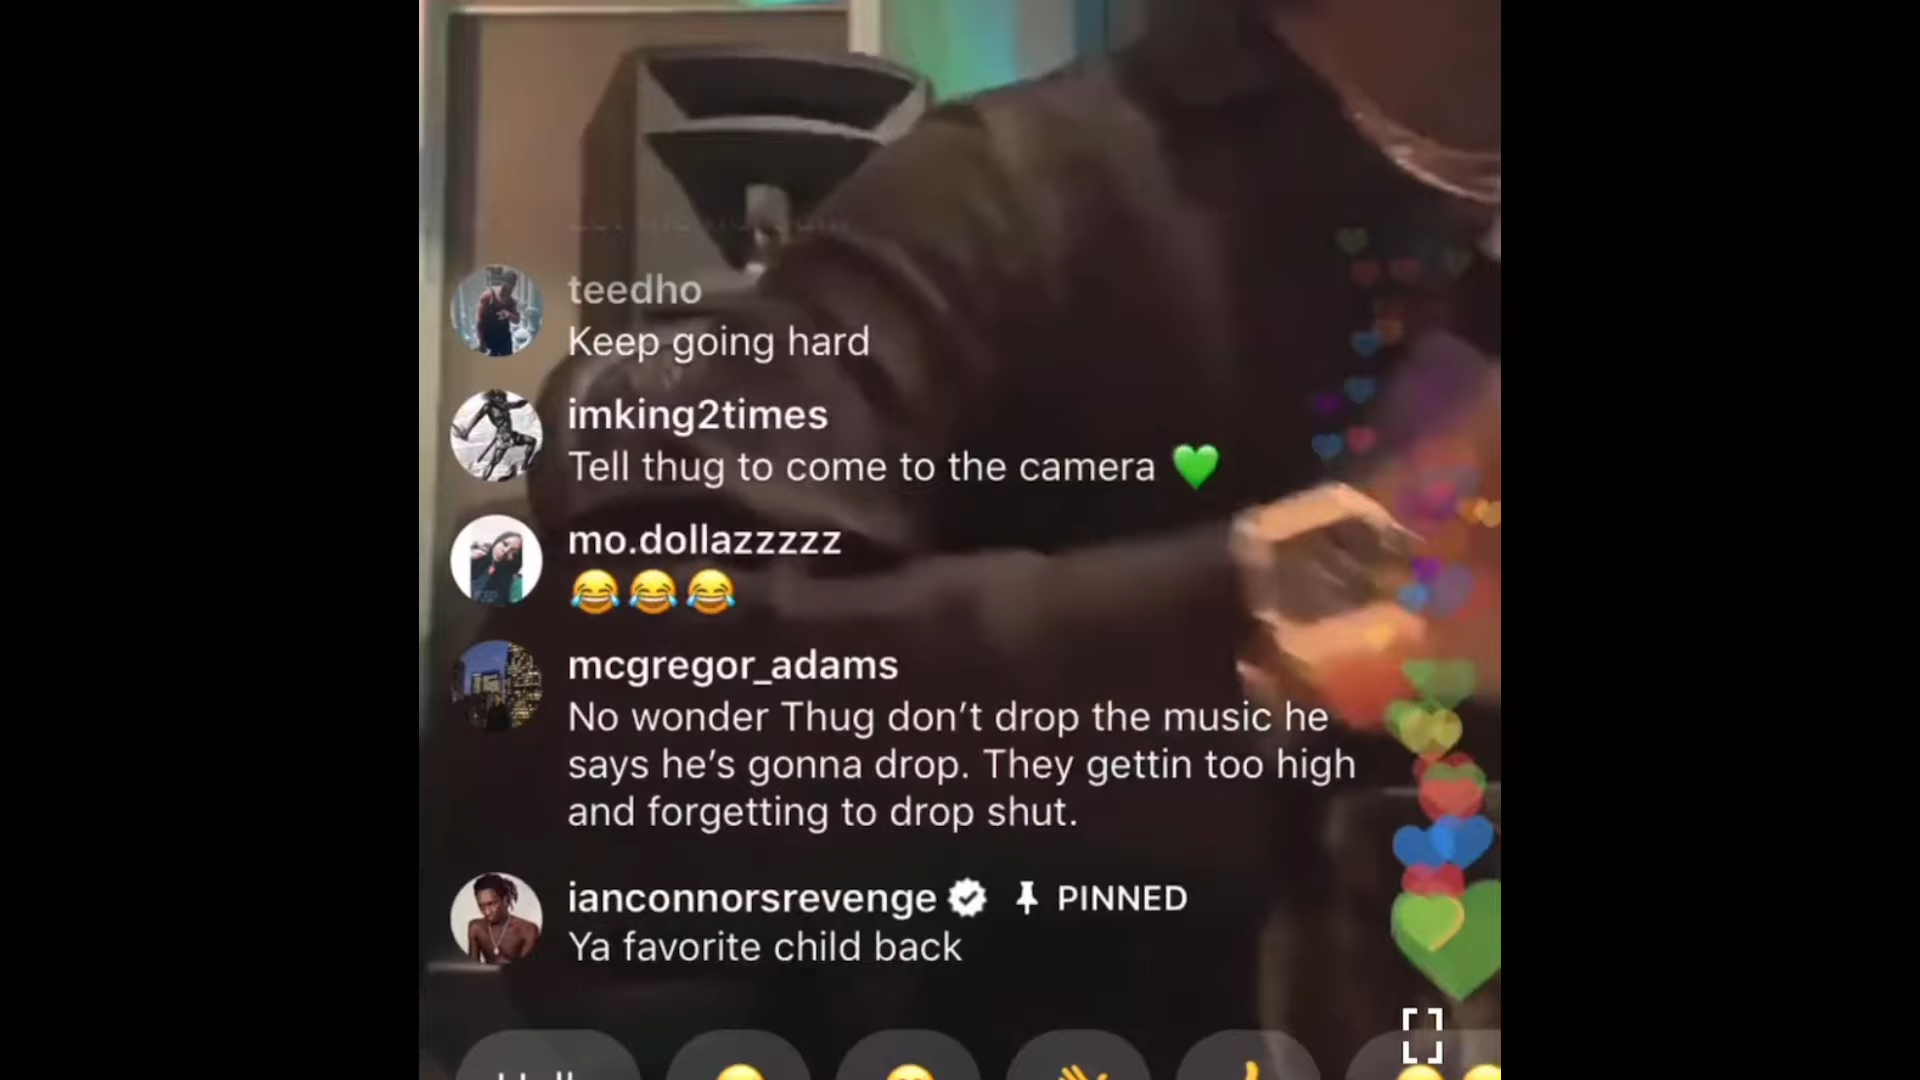 teedho
Keep going hard
imking2times
Tell thug to come to the camera 💚
mo.dollazzzzz
😂😂😂
mcgregor_adams
No wonder Thug don’t drop the music he
says he’s gonna drop. They gettin too high
and forgetting to drop shut.
ianconnorsrevenge PINNED
Ya favorite child back